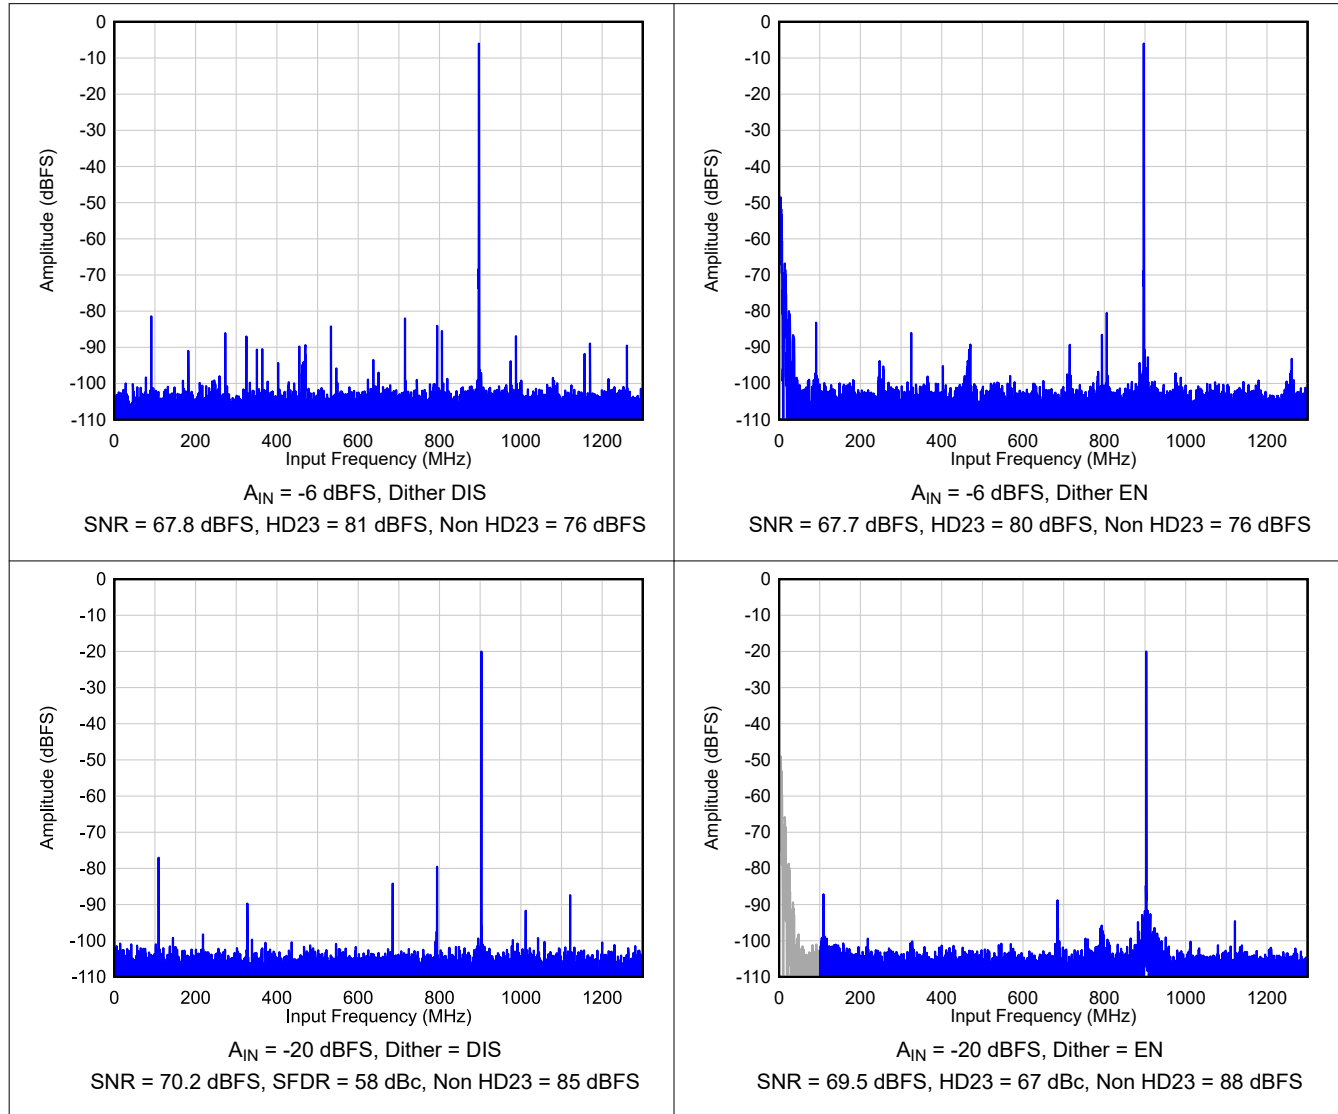 0
-10
-20
-30
-40
-50
-60
-70
-80
-90
-100
-110
Amplitude (dBFS)
0 200 400 600 800 1000 1200
Input Frequency (MHz)
A_IN = -6 dBFS, Dither DIS
SNR = 67.8 dBFS, HD23 = 81 dBFS, Non HD23 = 76 dBFS
0
-10
-20
-30
-40
-50
-60
-70
-80
-90
-100
-110
Amplitude (dBFS)
0 200 400 600 800 1000 1200
Input Frequency (MHz)
A_IN = -6 dBFS, Dither EN
SNR = 67.7 dBFS, HD23 = 80 dBFS, Non HD23 = 76 dBFS
0
-10
-20
-30
-40
-50
-60
-70
-80
-90
-100
-110
Amplitude (dBFS)
0 200 400 600 800 1000 1200
Input Frequency (MHz)
A_IN = -20 dBFS, Dither = DIS
SNR = 70.2 dBFS, SFDR = 58 dBc, Non HD23 = 85 dBFS
0
-10
-20
-30
-40
-50
-60
-70
-80
-90
-100
-110
Amplitude (dBFS)
0 200 400 600 800 1000 1200
Input Frequency (MHz)
A_IN = -20 dBFS, Dither = EN
SNR = 69.5 dBFS, HD23 = 67 dBc, Non HD23 = 88 dBFS